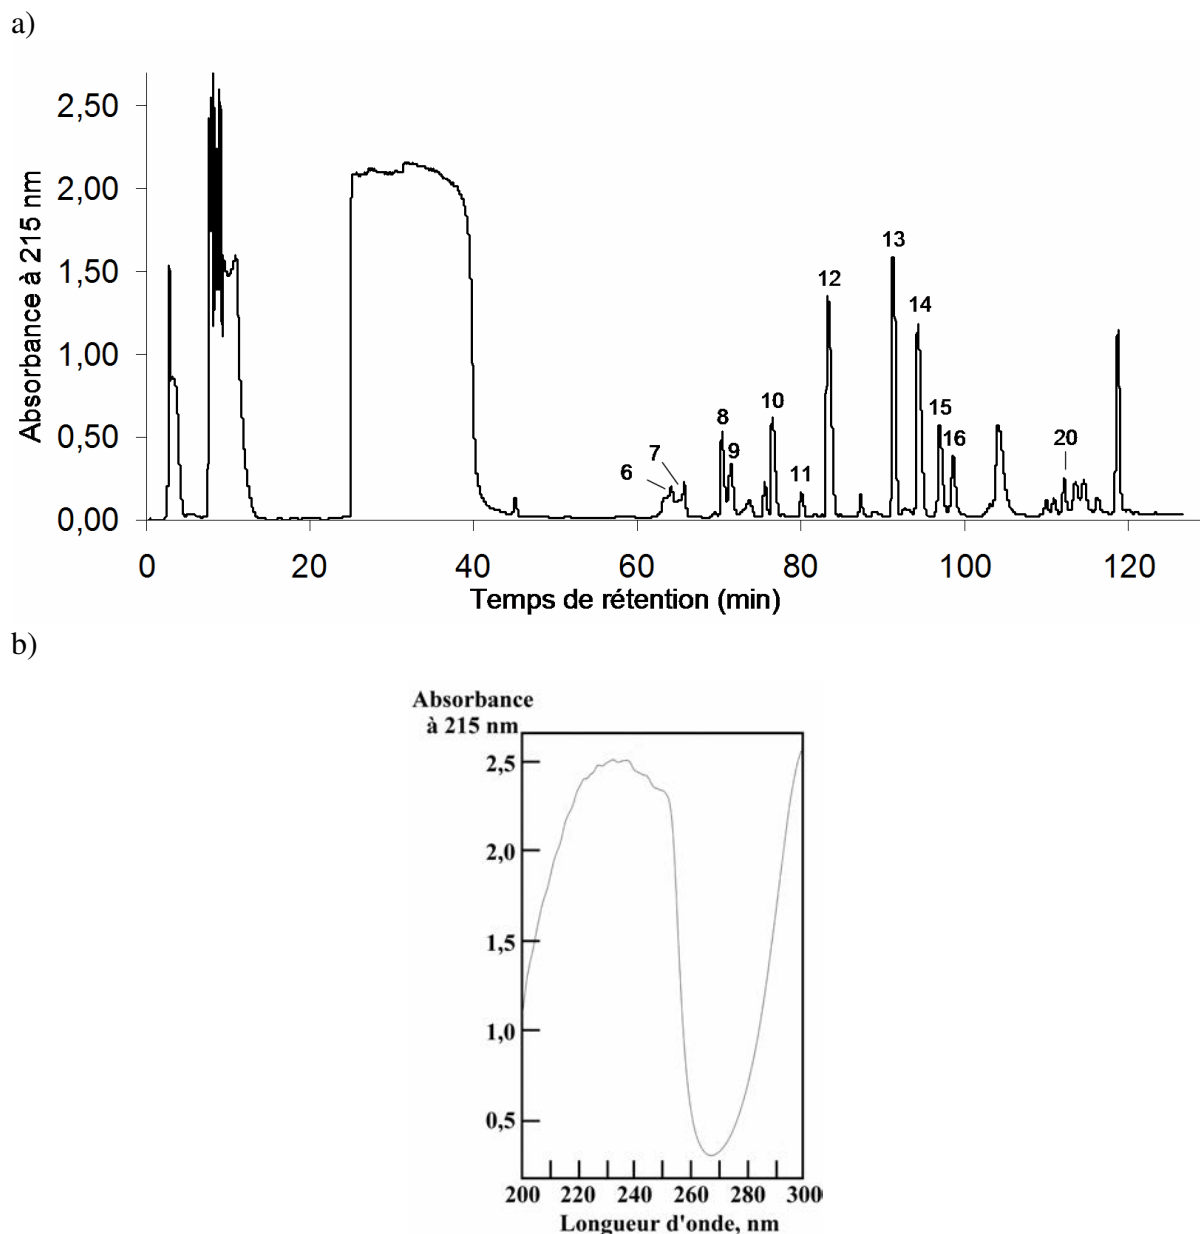 a)
Absorbance à 215 nm
2,50
2,00
1,50
1,00
0,50
0,00
6
7
8
9
10
11
12
13
14
15
16
20
0 20 40 60 80 100 120
Temps de rétention (min)
b)
Absorbance
à 215 nm
2,5
2,0
1,5
1,0
0,5
200 220 240 260 280 300
Longueur d'onde, nm